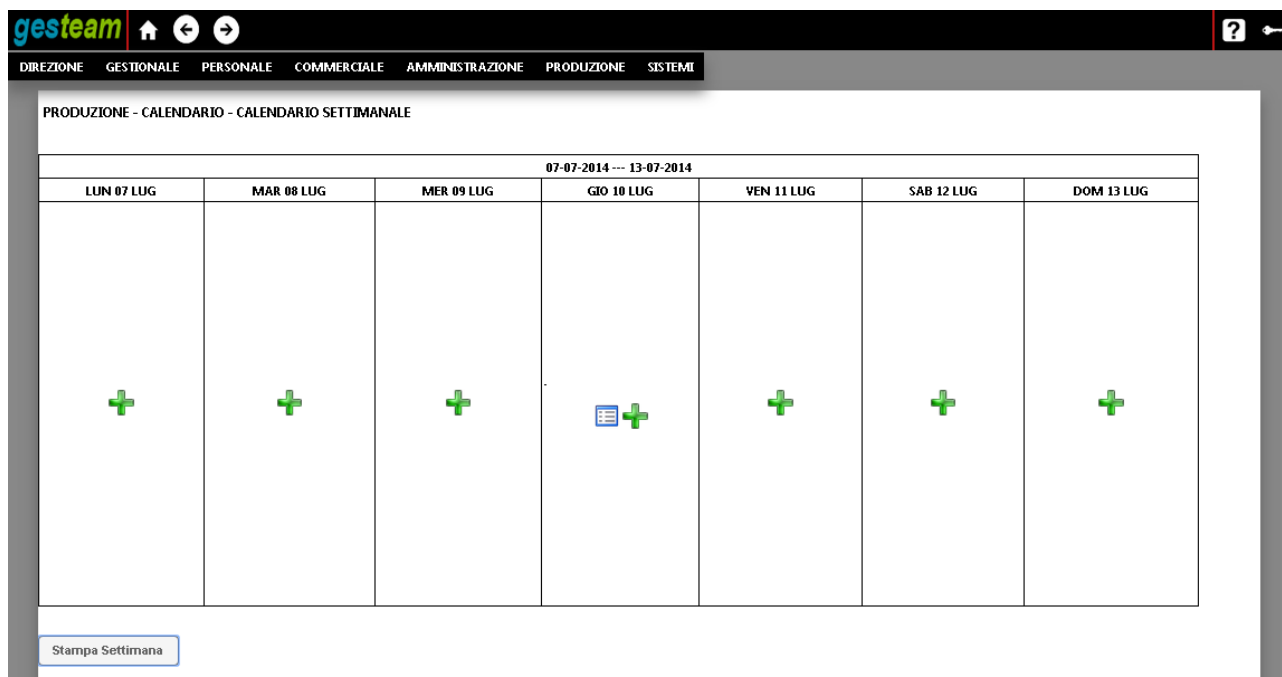 gesteam
DIREZIONE GESTIONALE PERSONALE COMMERCIALE AMMINISTRAZIONE PRODUZIONE SISTEMI
PRODUZIONE - CALENDARIO - CALENDARIO SETTIMANALE
07-07-2014 --- 13-07-2014
LUN 07 LUG MAR 08 LUG MER 09 LUG GIO 10 LUG VEN 11 LUG SAB 12 LUG DOM 13 LUG
Stampa Settimana